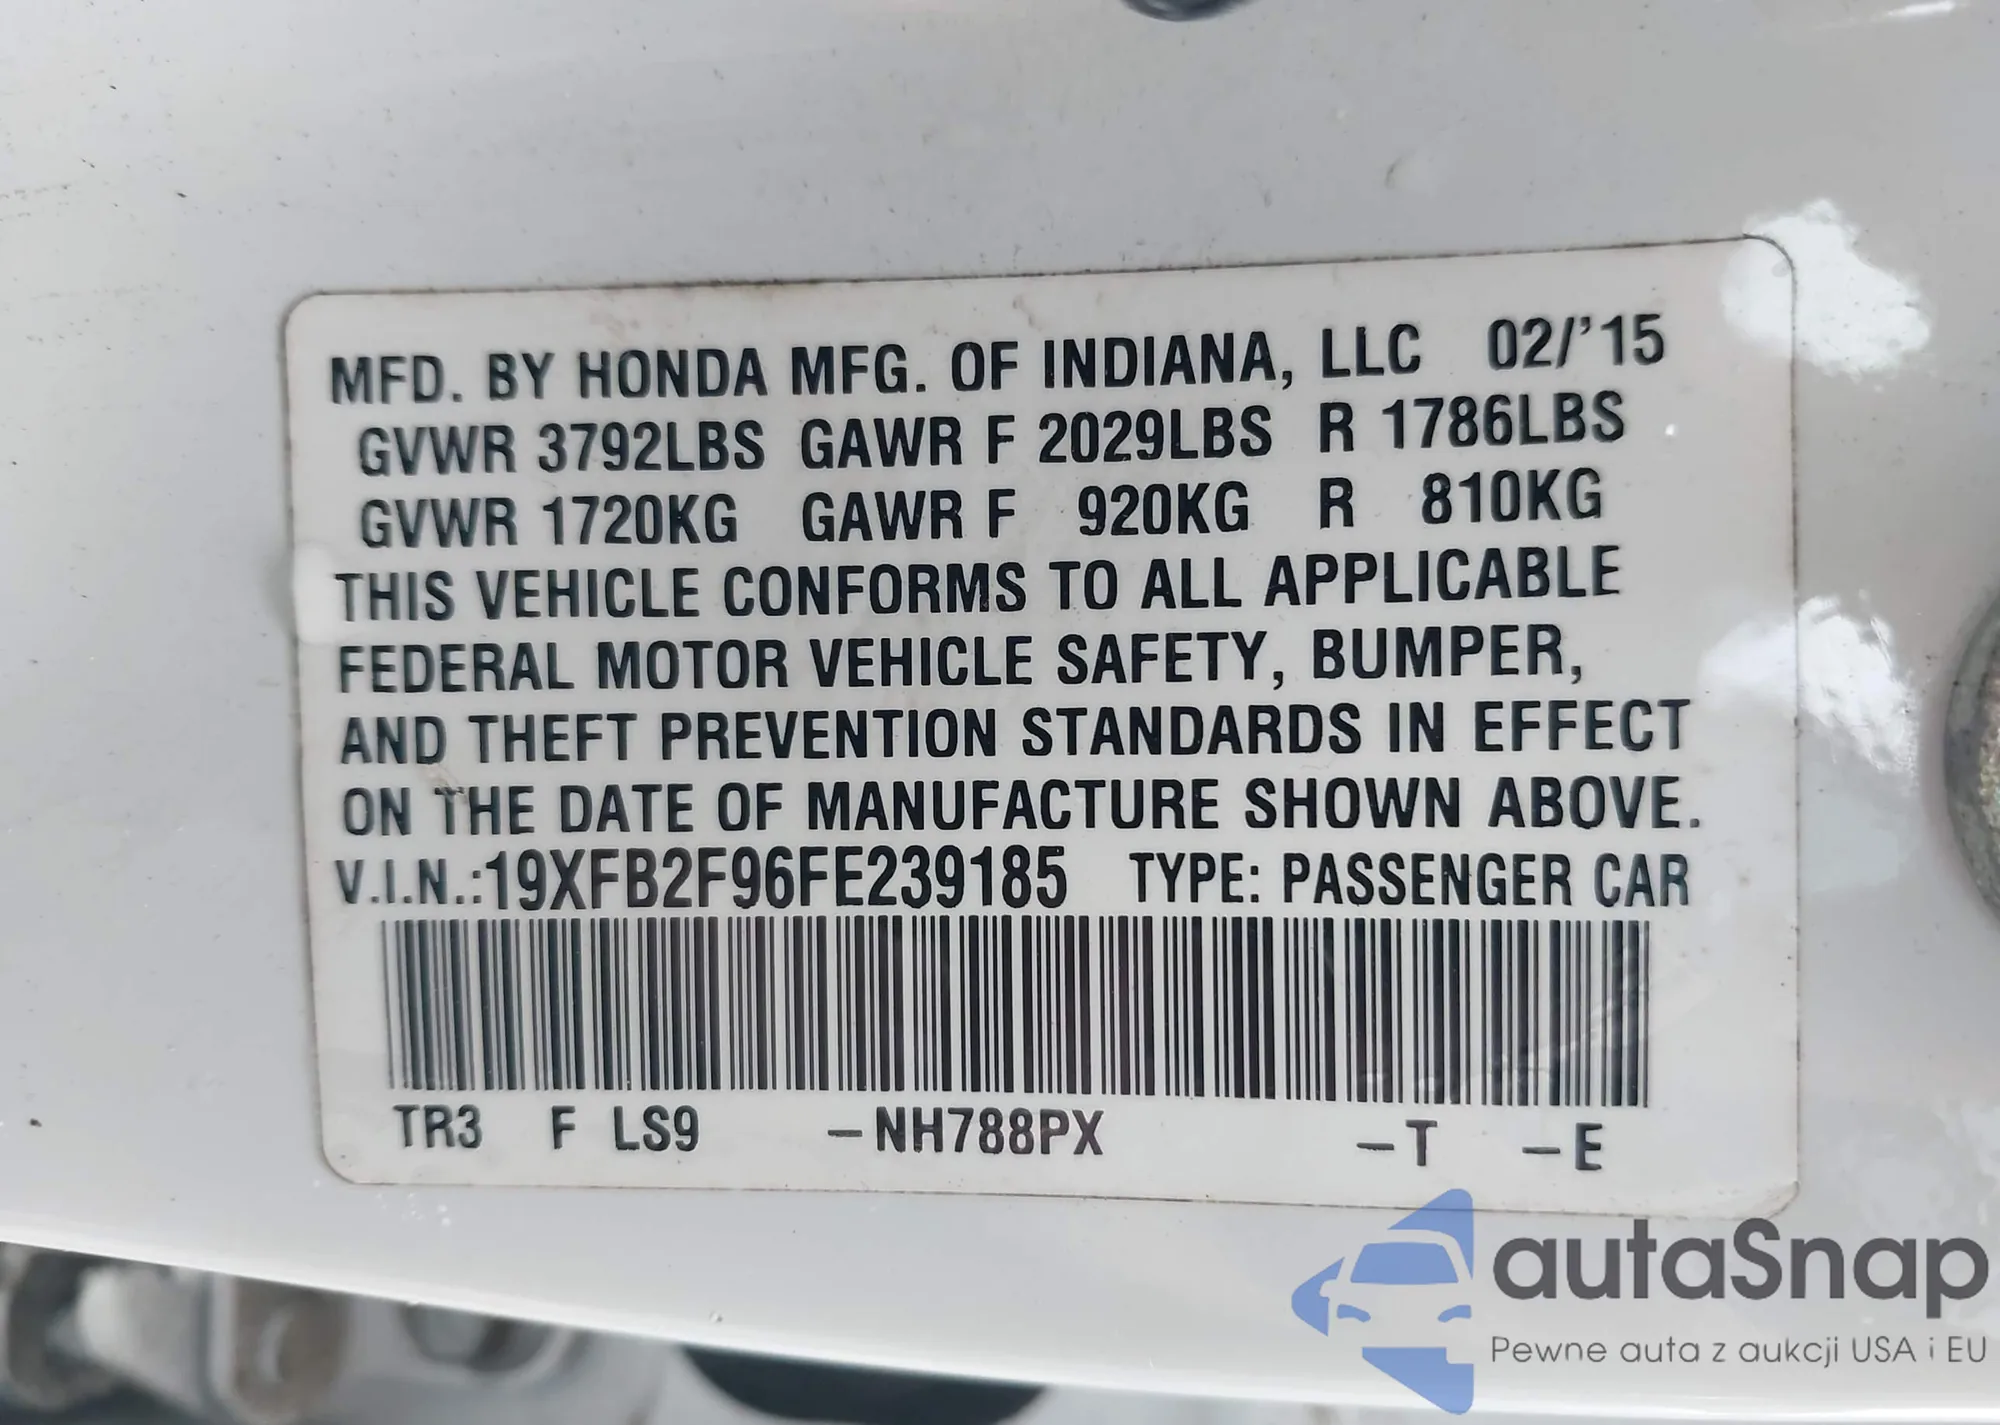 MFD. BY HONDA MFG. OF INDIANA, LLC 02/'15
GVWR 3792LBS GAWR F 2029LBS R 1786LBS
GVWR 1720KG GAWR F 920KG R 810KG
THIS VEHICLE CONFORMS TO ALL APPLICABLE
FEDERAL MOTOR VEHICLE SAFETY, BUMPER,
AND THEFT PREVENTION STANDARDS IN EFFECT
ON THE DATE OF MANUFACTURE SHOWN ABOVE.
V.I.N.:19XFB2F96FE239185 TYPE: PASSENGER CAR
TR3 F LS9 –NH788PX –T –E
autaSnap
Pewne auta z aukcji USA i EU